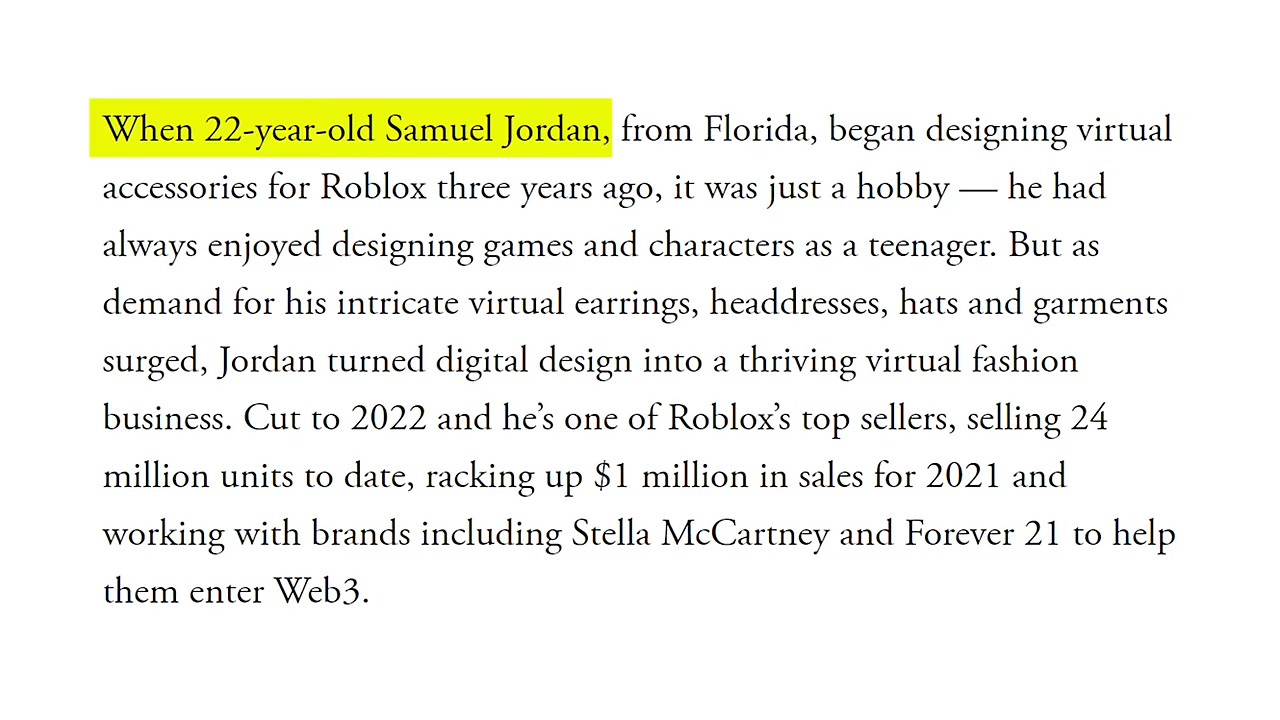 When 22-year-old Samuel Jordan, from Florida, began designing virtual
accessories for Roblox three years ago, it was just a hobby — he had
always enjoyed designing games and characters as a teenager. But as
demand for his intricate virtual earrings, headdresses, hats and garments
surged, Jordan turned digital design into a thriving virtual fashion
business. Cut to 2022 and he’s one of Roblox’s top sellers, selling 24
million units to date, racking up $1 million in sales for 2021 and
working with brands including Stella McCartney and Forever 21 to help
them enter Web3.